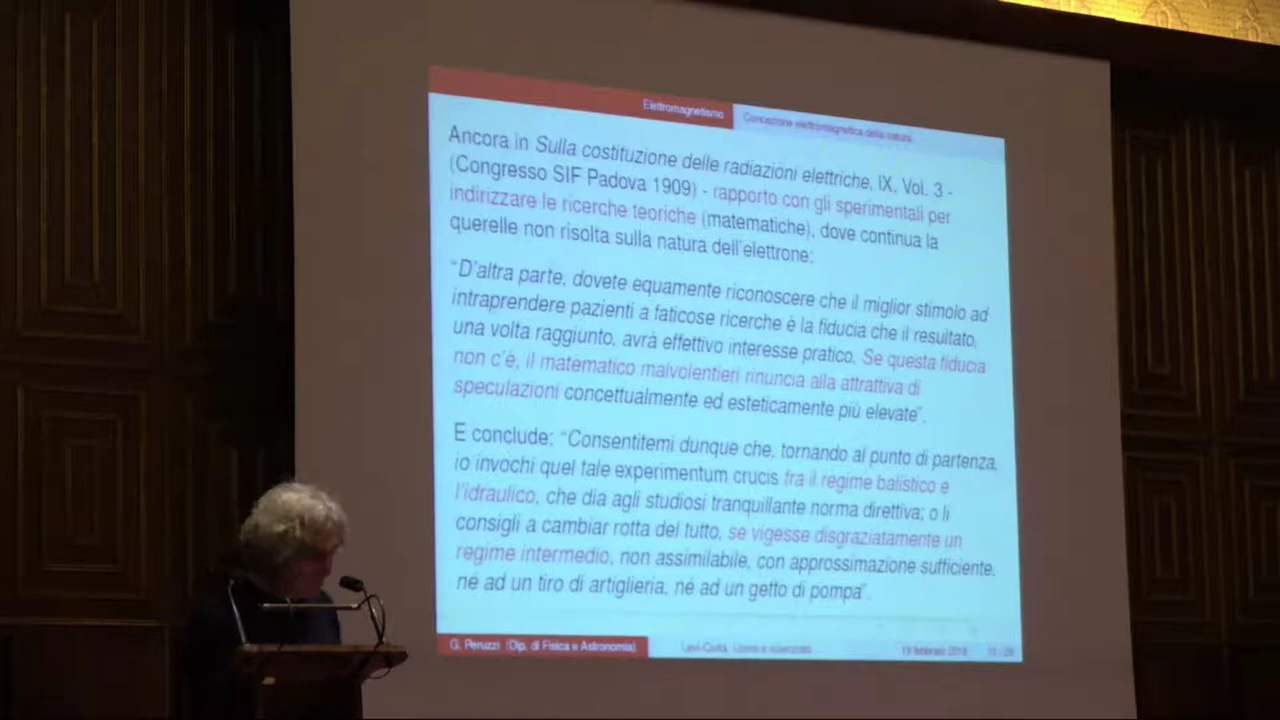 Elettromagnetismo
Concezione elettromagnetica della natura
Ancora in Sulla costituzione delle radiazioni elettriche, IX. Vol. 3 -
(Congresso SIF Padova 1909) - rapporto con gli sperimentali per
indirizzare le ricerche teoriche (matematiche), dove continua la
querelle non risolta sulla natura dell'elettrone:
"D'altra parte, dovete equamente riconoscere che il miglior stimolo ad
intraprendere pazienti a faticose ricerche è la fiducia che il resultato,
una volta raggiunto, avrà effettivo interesse pratico. Se questa fiducia
non c'è, il matematico malvolentieri rinuncia alla attrattiva di
speculazioni concettualmente ed esteticamente più elevate".
E conclude: "Consentitemi dunque che, tornando al punto di partenza,
io invochi quel tale experimentum crucis fra il regime balistico e
l'idraulico, che dia agli studiosi tranquillante norma direttiva; o li
consigli a cambiar rotta del tutto, se vigesse disgraziatamente un
regime intermedio, non assimilabile, con approssimazione sufficiente,
né ad un tiro di artiglieria, né ad un getto di pompa".
G. Peruzzi (Dip. di Fisica e Astronomia)
Levi-Civita, Uomo e scienziato